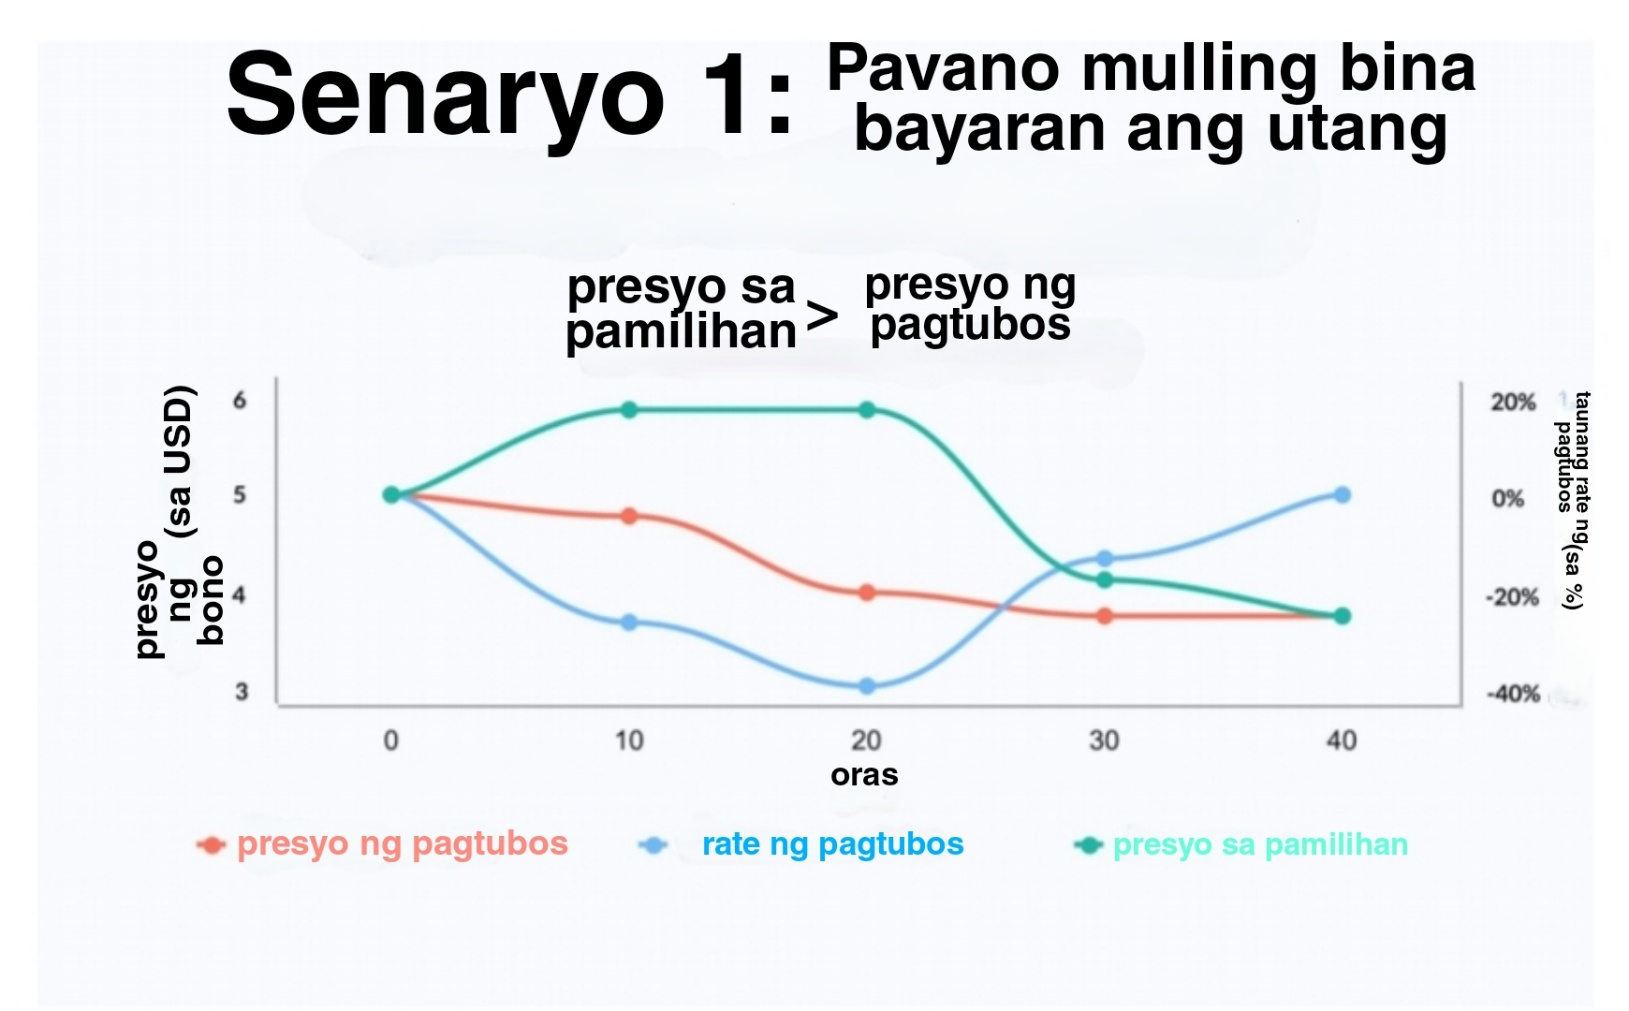 Senaryo 1: Pavano mulling bina
bayaran ang utang
presyo sa
pamilihan
>
presyo ng
pagtubos
presyo
ng
bono
(sa USD)
6
5
4
3
20%
0%
-20%
-40%
taunang rate ng
pagtubos
(sa %)
0 10 20 30 40
oras
presyo ng pagtubos
rate ng pagtubos
presyo sa pamilihan